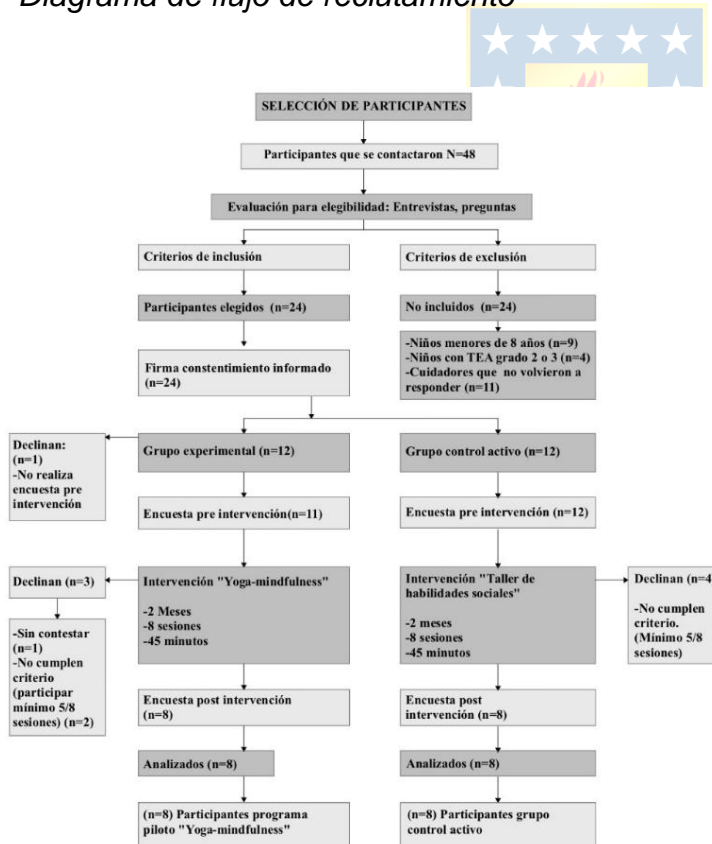 Diagrama de flujo de reclutamiento
SELECCIÓN DE PARTICIPANTES
Participantes que se contactaron N=48
Evaluación para elegibilidad: Entrevistas, preguntas
Criterios de inclusión
Criterios de exclusión
Participantes elegidos (n=24)
No incluidos (n=24)
Firma constentimiento informado
(n=24)
-Niños menores de 8 años (n=9)
-Niños con TEA grado 2 o 3 (n=4)
-Cuidadores que no volvieron a
responder (n=11)
Declinan:
(n=1)
-No realiza
encuesta pre
intervención
Grupo experimental (n=12)
Grupo control activo (n=12)
Encuesta pre intervención(n=11)
Encuesta pre intervención (n=12)
Declinan (n=3)
Intervención "Yoga-mindfulness"
-2 Meses
-8 sesiones
-45 minutos
Intervención "Taller de
habilidades sociales"
-2 meses
-8 sesiones
-45 minutos
Declinan (n=4
-No cumplen
criterio.
(Mínimo 5/8
sesiones)
-Sin contestar
(n=1)
-No cumplen
criterio
(participar
mínimo 5/8
sesiones) (n=2)
Encuesta post intervención
(n=8)
Encuesta post
intervención (n=8)
Analizados (n=8)
Analizados (n=8)
(n=8) Participantes programa
piloto "Yoga-mindfulness"
(n=8) Participantes grupo
control activo